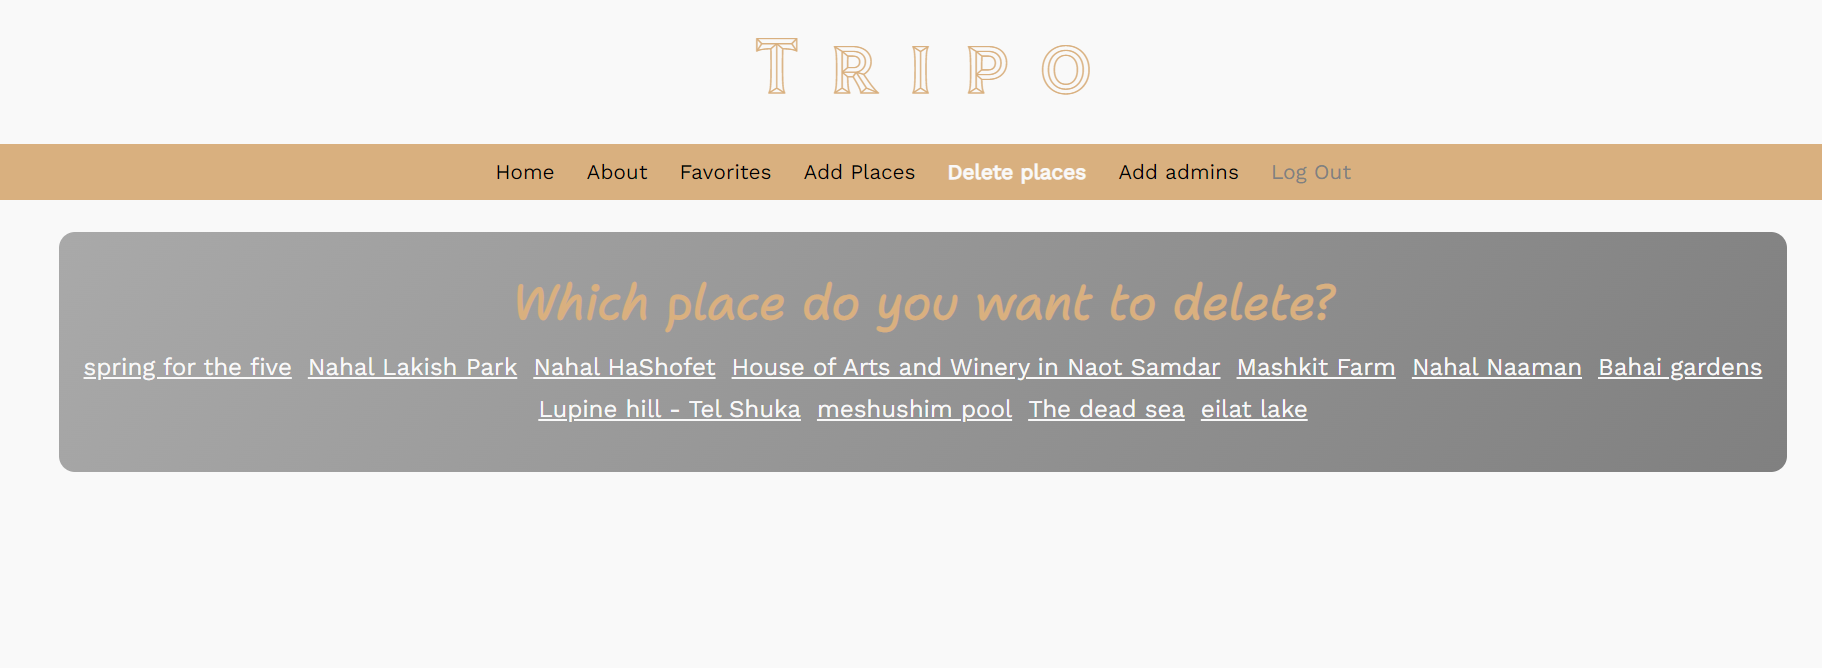 Tripo
Home About Favorites Add Places Delete places Add admins Log Out
Which place do you want to delete?
spring for the five Nahal Lakish Park Nahal HaShofet House of Arts and Winery in Naot Samdar Mashkit Farm Nahal Naaman Bahai gardens
Lupine hill - Tel Shuka meshushim pool The dead sea eilat lake